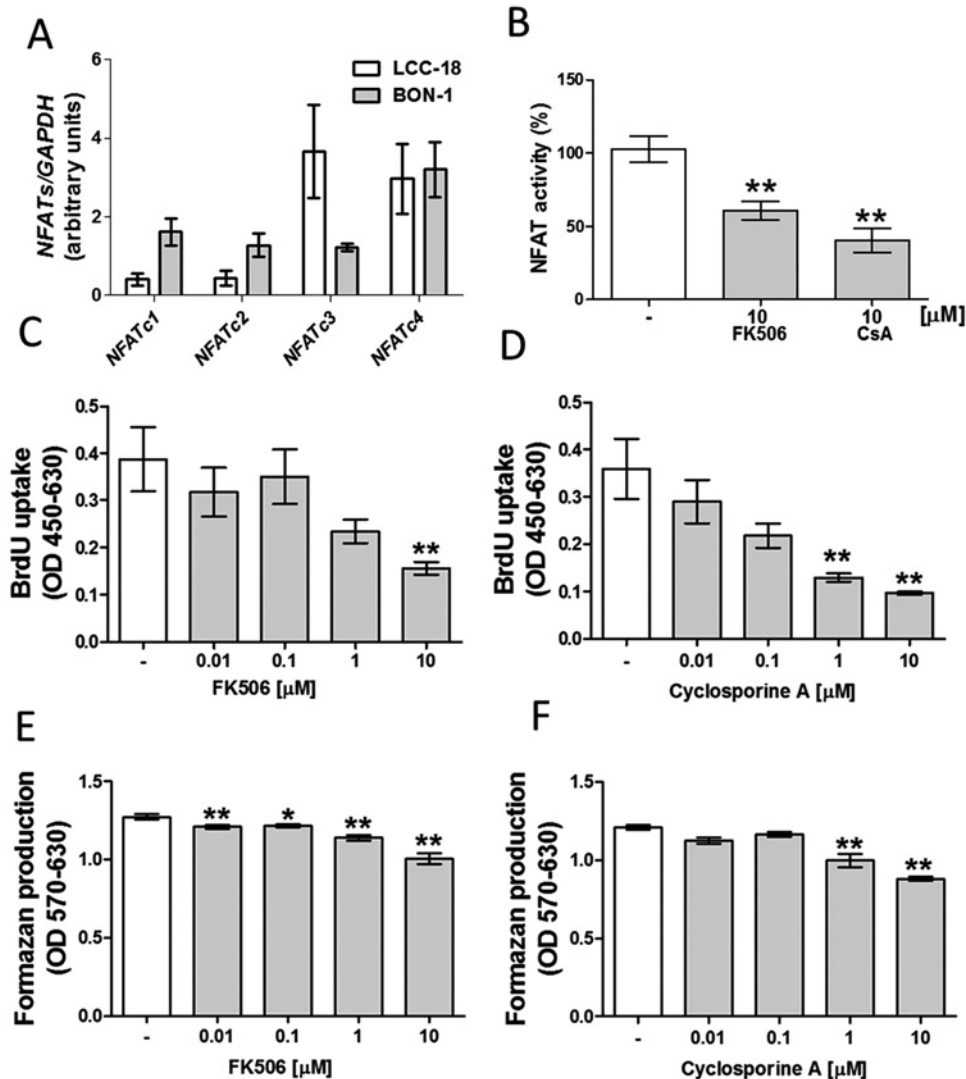 A
NFATs/GAPDH
(arbitrary units)
6
4
2
0
LCC-18
BON-1
NFATc1
NFATc2
NFATc3
NFATc4
B
NFAT activity (%)
150
100
50
0
**
**
-
10
FK506
10
CsA
[µM]
C
BrdU uptake
(OD 450-630)
0.5
0.4
0.3
0.2
0.1
0.0
**
-
0.01
0.1
1
10
FK506 [µM]
D
BrdU uptake
(OD 450-630)
0.5
0.4
0.3
0.2
0.1
0.0
**
**
-
0.01
0.1
1
10
Cyclosporine A [µM]
E
Formazan production
(OD 570-630)
1.5
1.0
0.5
0.0
**
*
**
**
-
0.01
0.1
1
10
FK506 [µM]
F
Formazan production
(OD 570-630)
1.5
1.0
0.5
0.0
**
**
-
0.01
0.1
1
10
Cyclosporine A [µM]